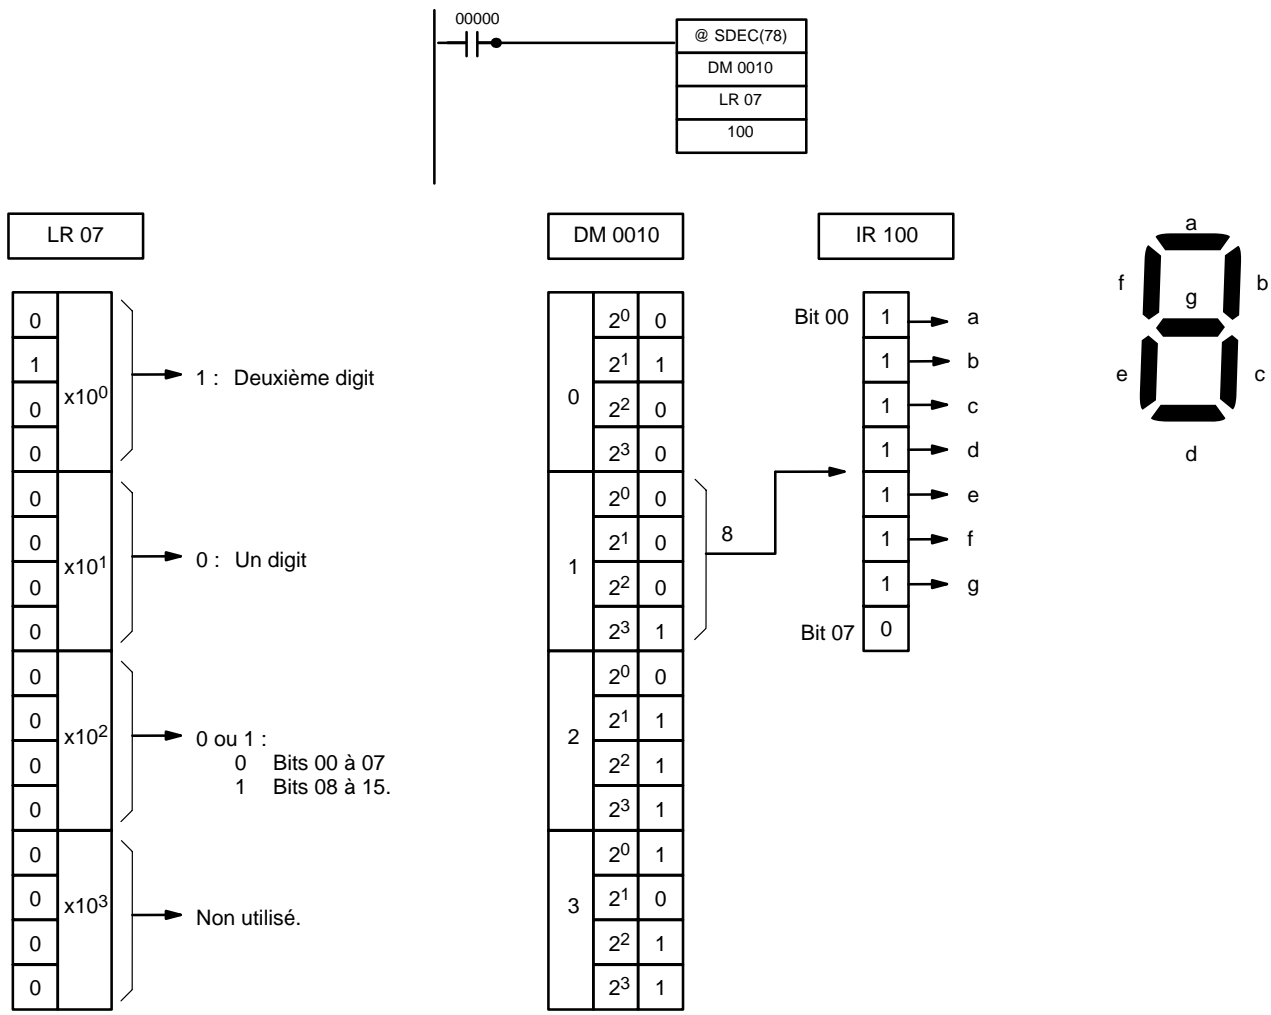 00000
@ SDEC(78)
DM 0010
LR 07
100
LR 07
DM 0010
IR 100
0
1
0
0
x10⁰
1 : Deuxième digit
0
0
0
0
x10¹
0 : Un digit
0
0
0
0
x10²
0 ou 1 :
0 Bits 00 à 07
1 Bits 08 à 15.
0
0
0
0
x10³
Non utilisé.
0
2⁰ 0
2¹ 1
2² 0
2³ 0
1
2⁰ 0
2¹ 0
2² 0
2³ 1
8
2
2⁰ 0
2¹ 1
2² 1
2³ 1
3
2⁰ 1
2¹ 0
2² 1
2³ 1
Bit 00 1 a
1 b
1 c
1 d
1 e
1 f
1 g
Bit 07 0
a
f
b
g
e
c
d